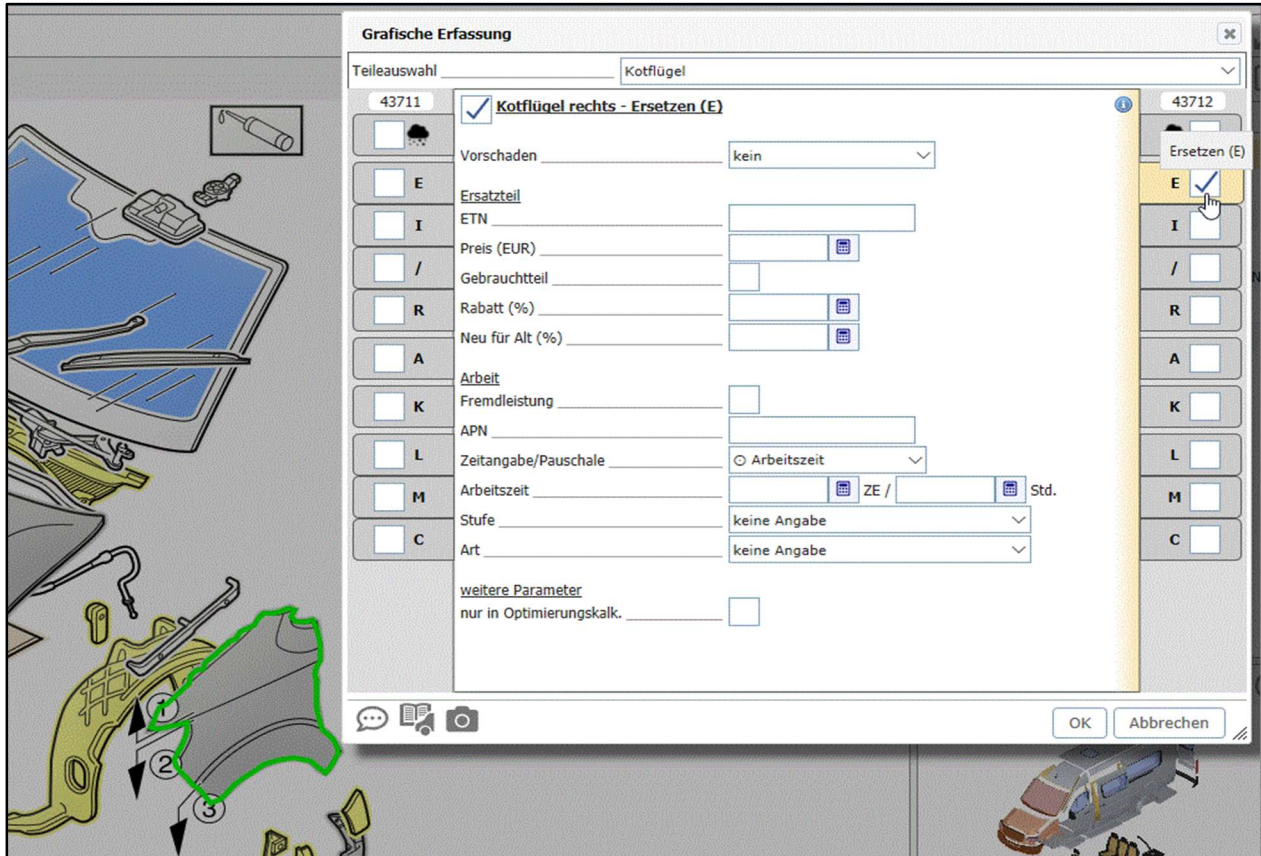 Grafische Erfassung
Teileauswahl Kotflügel
43711
Kotflügel rechts - Ersetzen (E)
43712
Ersetzen (E)
Vorschaden kein
E E
Ersatzteil
ETN
I I
Preis (EUR)
/ /
Gebrauchtteil
R Rabatt (%) R
Neu für Alt (%)
A A
Arbeit
Fremdleistung
K K
APN
L Zeitangabe/Pauschale Arbeitszeit L
M Arbeitszeit ZE / Std. M
Stufe keine Angabe
C C
Art keine Angabe
weitere Parameter
nur in Optimierungskalk.
1
2
3
OK Abbrechen